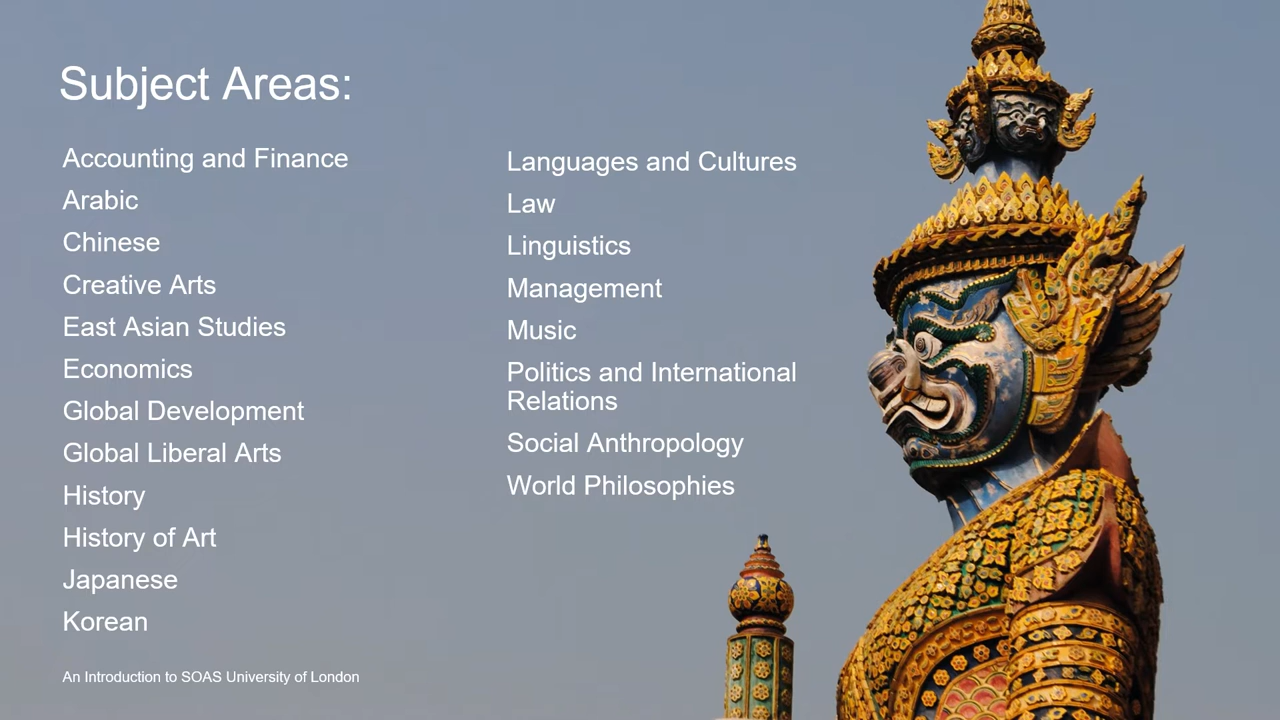 Subject Areas:
Accounting and Finance
Arabic
Chinese
Creative Arts
East Asian Studies
Economics
Global Development
Global Liberal Arts
History
History of Art
Japanese
Korean
Languages and Cultures
Law
Linguistics
Management
Music
Politics and International
Relations
Social Anthropology
World Philosophies
An Introduction to SOAS University of London